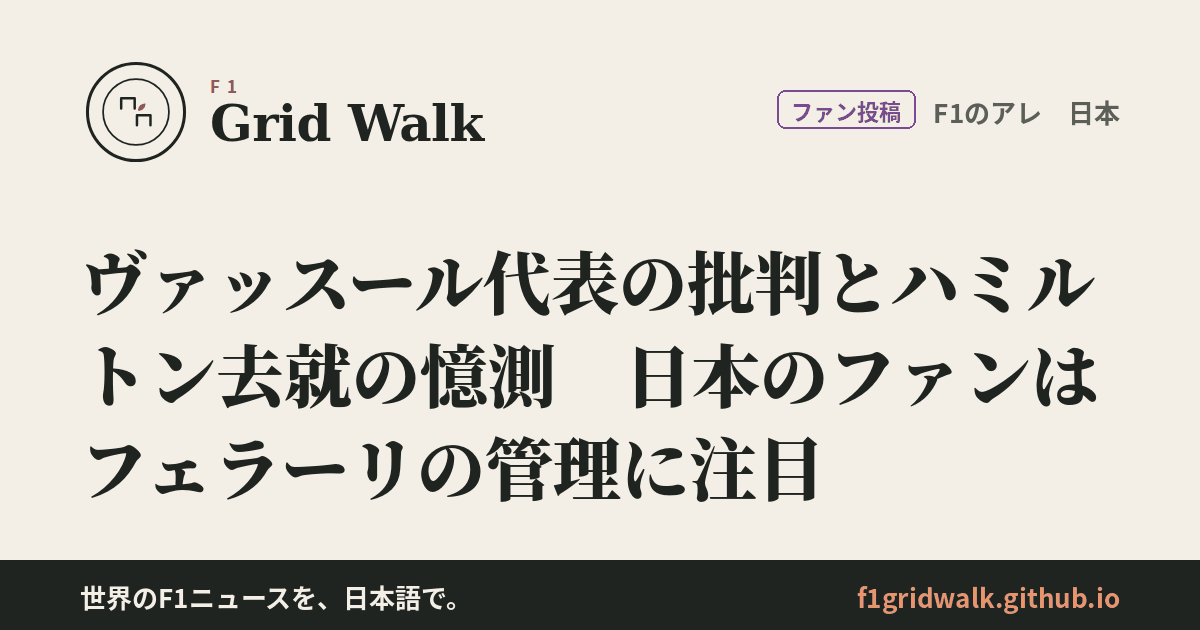 F1
Grid Walk
ファン投稿
F1のアレ　日本
ヴァッスール代表の批判とハミル
トン去就の憶測　日本のファンは
フェラーリの管理に注目
世界のF1ニュースを、日本語で。
f1gridwalk.github.io